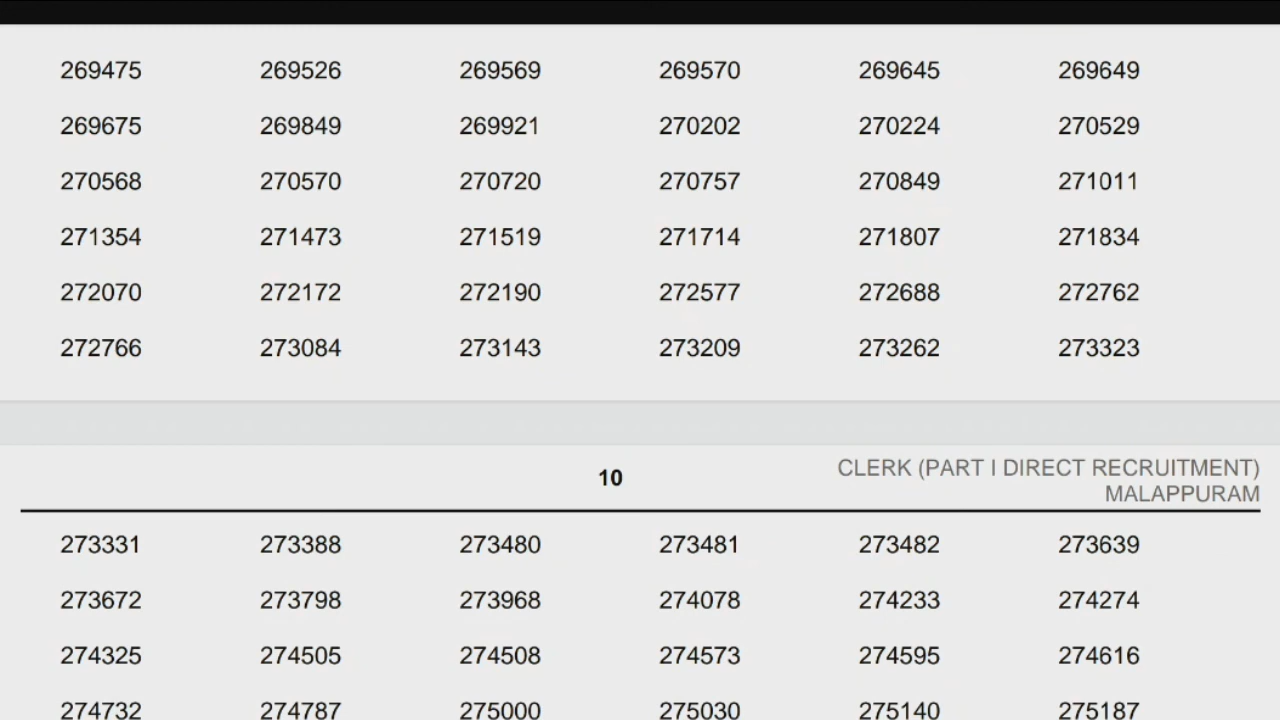 269475 269526 269569 269570 269645 269649
269675 269849 269921 270202 270224 270529
270568 270570 270720 270757 270849 271011
271354 271473 271519 271714 271807 271834
272070 272172 272190 272577 272688 272762
272766 273084 273143 273209 273262 273323
10 CLERK (PART I DIRECT RECRUITMENT)
MALAPPURAM
273331 273388 273480 273481 273482 273639
273672 273798 273968 274078 274233 274274
274325 274505 274508 274573 274595 274616
274732 274787 275000 275030 275140 275187